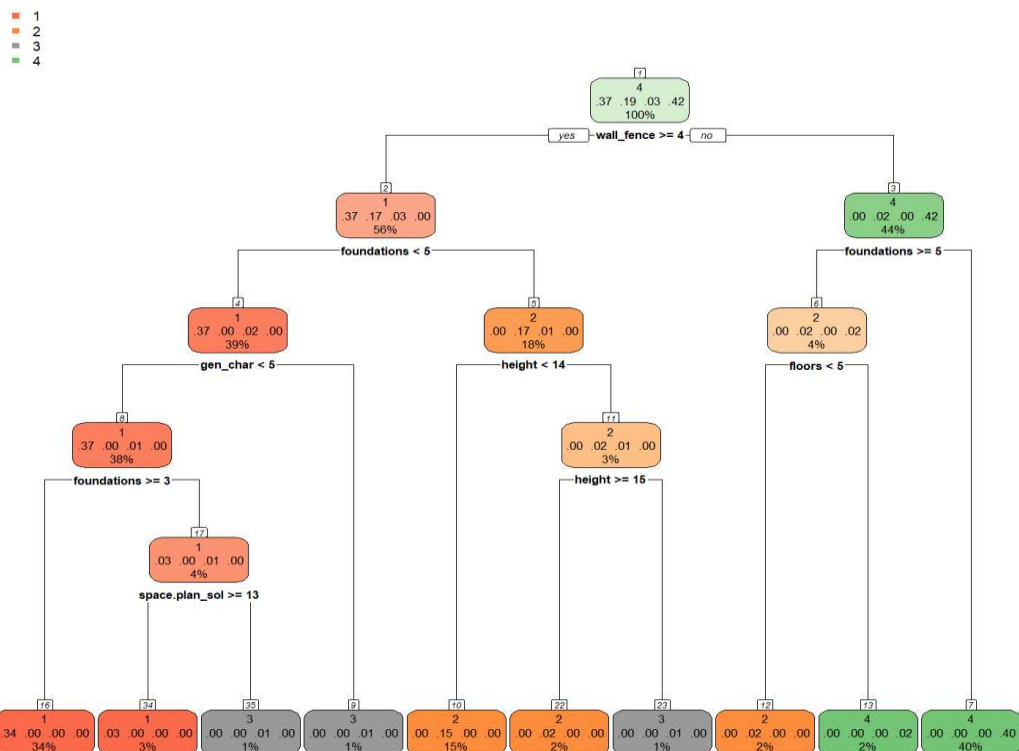 1
2
3
4
1
4
.37 .19 .03 .42
100%
yes wall_fence >= 4 no
2
1
.37 .17 .03 .00
56%
foundations < 5
3
4
.00 .02 .00 .42
44%
foundations >= 5
4
1
.37 .00 .02 .00
39%
gen_char < 5
5
2
.00 .17 .01 .00
18%
height < 14
6
2
.00 .02 .00 .02
4%
floors < 5
8
1
.37 .00 .01 .00
38%
foundations >= 3
11
2
.00 .02 .01 .00
3%
height >= 15
17
1
.03 .00 .01 .00
4%
space.plan_sol >= 13
16
1
.34 .00 .00 .00
34%
34
1
.03 .00 .00 .00
3%
35
3
.00 .00 .01 .00
1%
9
3
.00 .00 .01 .00
1%
10
2
.00 .15 .00 .00
15%
22
2
.00 .02 .00 .00
2%
23
3
.00 .00 .01 .00
1%
12
2
.00 .02 .00 .00
2%
13
4
.00 .00 .00 .02
2%
7
4
.00 .00 .00 .40
40%